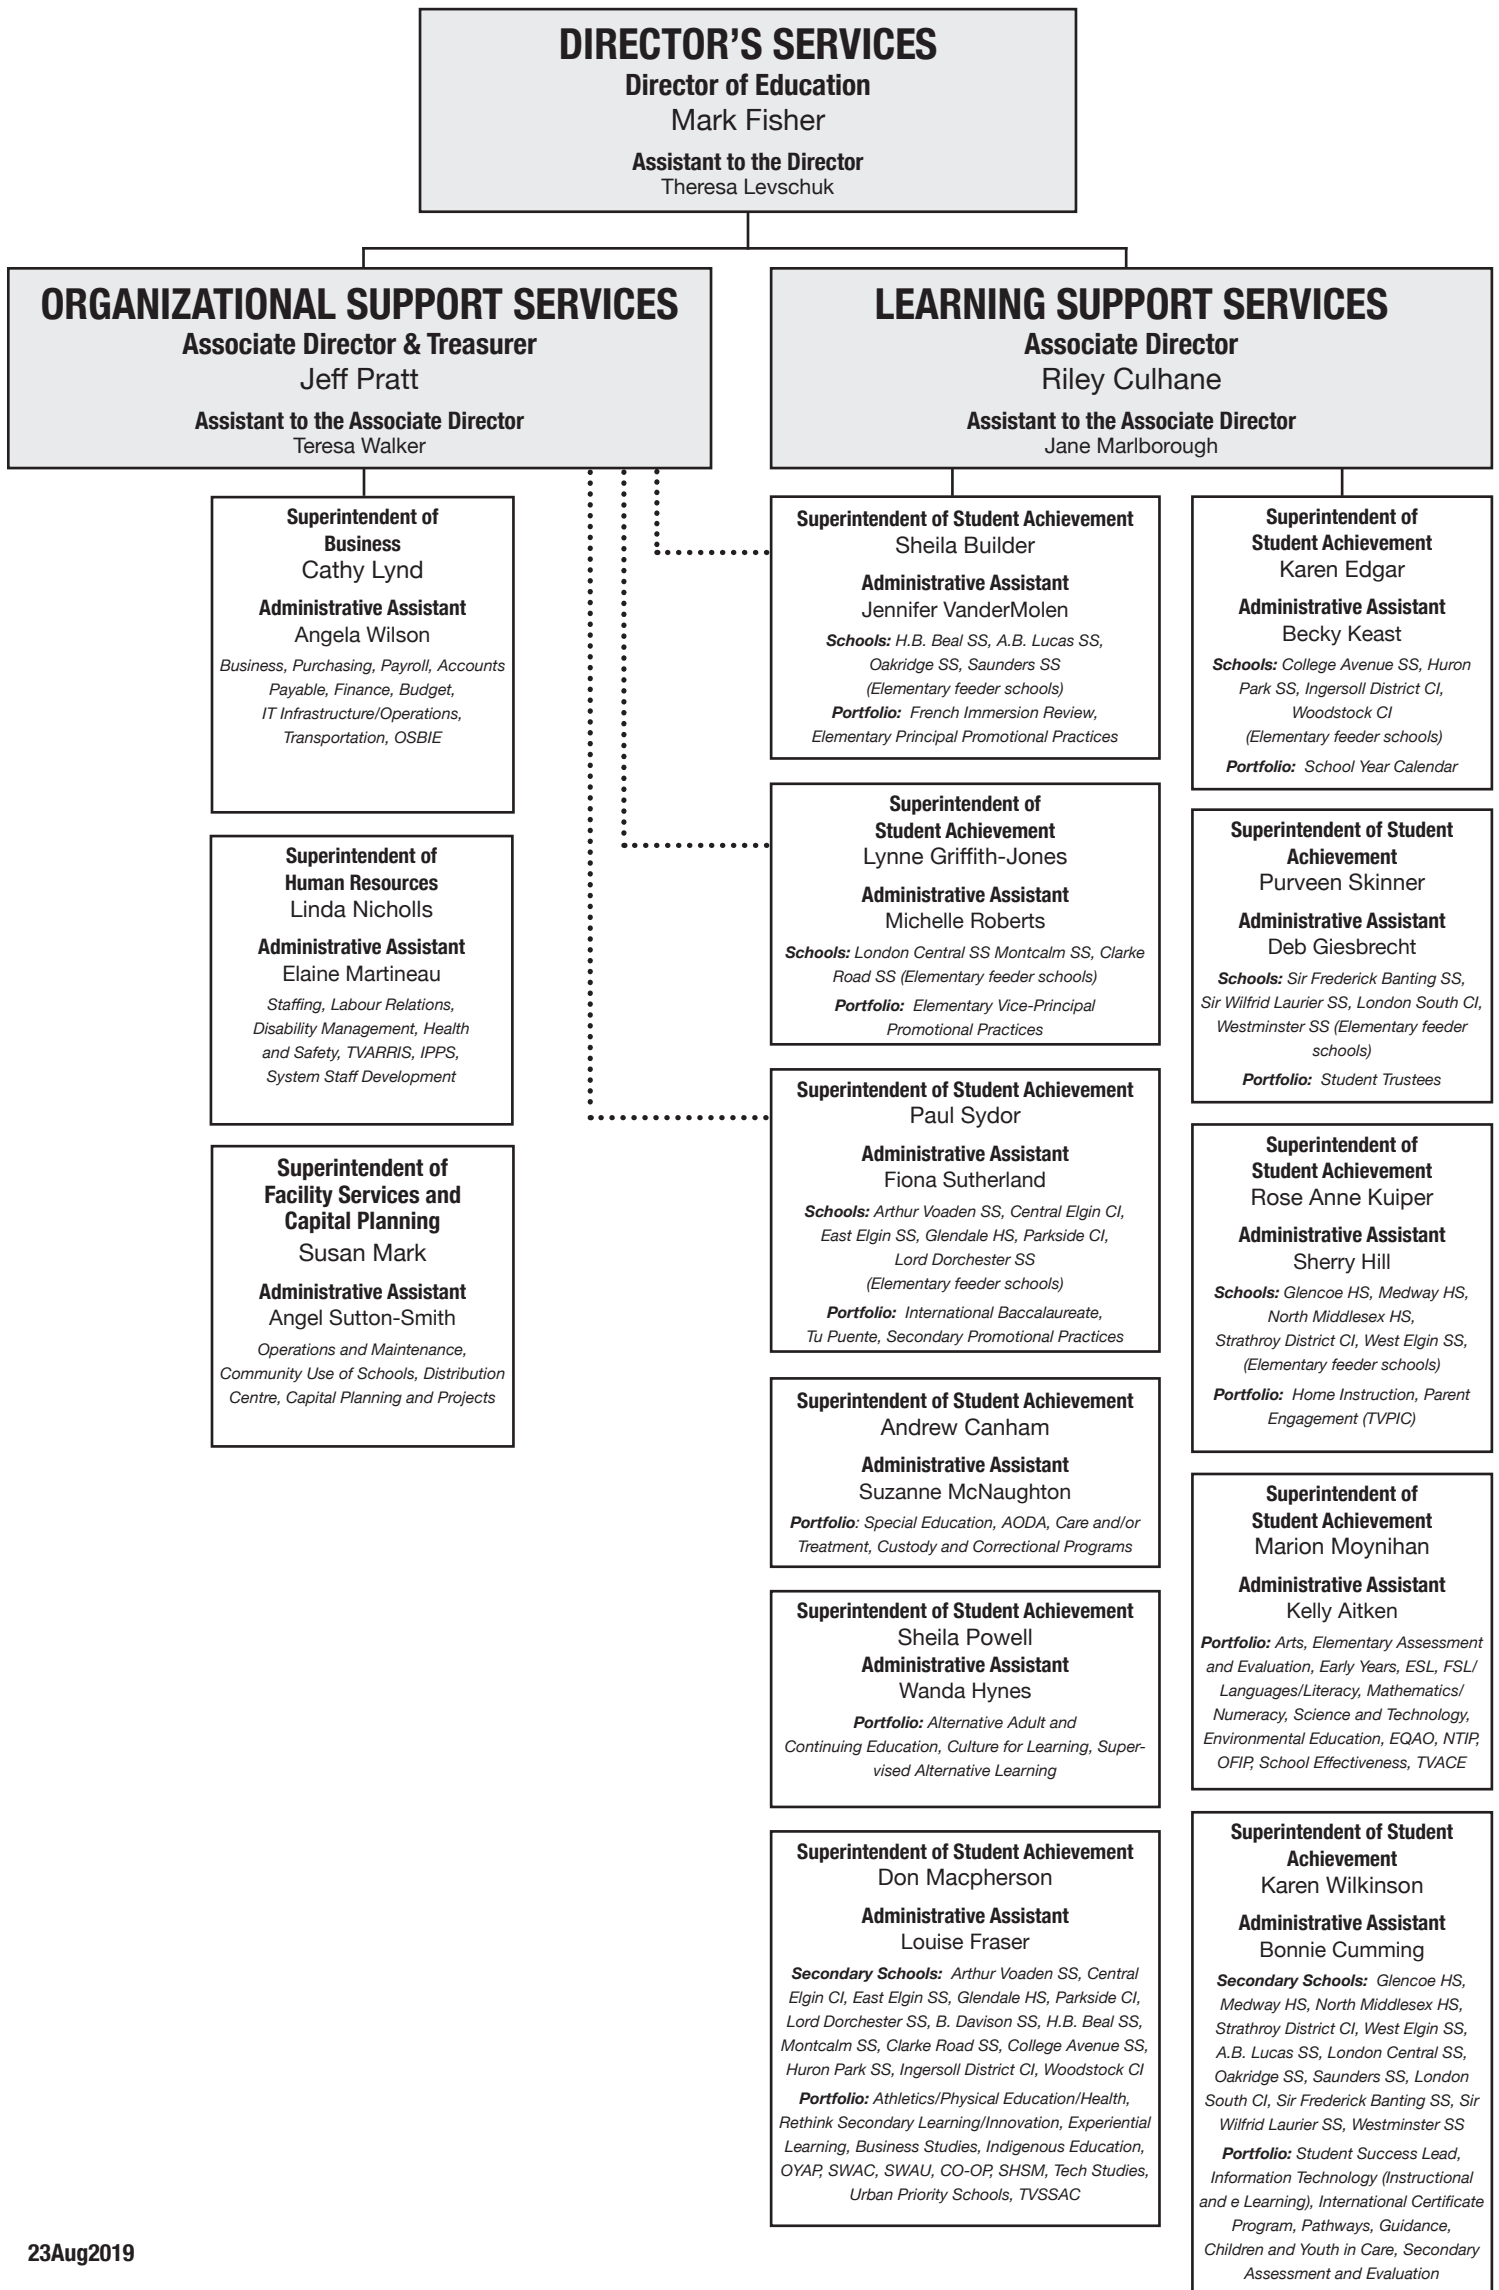 DIRECTOR'S SERVICES
Director of Education
Mark Fisher
Assistant to the Director
Theresa Levschuk
ORGANIZATIONAL SUPPORT SERVICES
Associate Director & Treasurer
Jeff Pratt
Assistant to the Associate Director
Teresa Walker
LEARNING SUPPORT SERVICES
Associate Director
Riley Culhane
Assistant to the Associate Director
Jane Marlborough
Superintendent of
Business
Cathy Lynd
Administrative Assistant
Angela Wilson
Business, Purchasing, Payroll, Accounts
Payable, Finance, Budget,
IT Infrastructure/Operations,
Transportation, OSBIE
Superintendent of
Human Resources
Linda Nicholls
Administrative Assistant
Elaine Martineau
Staffing, Labour Relations,
Disability Management, Health
and Safety, TVARRIS, IPPS,
System Staff Development
Superintendent of
Facility Services and
Capital Planning
Susan Mark
Administrative Assistant
Angel Sutton-Smith
Operations and Maintenance,
Community Use of Schools, Distribution
Centre, Capital Planning and Projects
Superintendent of Student Achievement
Sheila Builder
Administrative Assistant
Jennifer VanderMolen
Schools: H.B. Beal SS, A.B. Lucas SS,
Oakridge SS, Saunders SS
(Elementary feeder schools)
Portfolio: French Immersion Review,
Elementary Principal Promotional Practices
Superintendent of
Student Achievement
Lynne Griffith-Jones
Administrative Assistant
Michelle Roberts
Schools: London Central SS Montcalm SS, Clarke
Road SS (Elementary feeder schools)
Portfolio: Elementary Vice-Principal
Promotional Practices
Superintendent of Student Achievement
Paul Sydor
Administrative Assistant
Fiona Sutherland
Schools: Arthur Voaden SS, Central Elgin CI,
East Elgin SS, Glendale HS, Parkside CI,
Lord Dorchester SS
(Elementary feeder schools)
Portfolio: International Baccalaureate,
Tu Puente, Secondary Promotional Practices
Superintendent of Student Achievement
Andrew Canham
Administrative Assistant
Suzanne McNaughton
Portfolio: Special Education, AODA, Care and/or
Treatment, Custody and Correctional Programs
Superintendent of Student Achievement
Sheila Powell
Administrative Assistant
Wanda Hynes
Portfolio: Alternative Adult and
Continuing Education, Culture for Learning, Super-
vised Alternative Learning
Superintendent of Student Achievement
Don Macpherson
Administrative Assistant
Louise Fraser
Secondary Schools: Arthur Voaden SS, Central
Elgin CI, East Elgin SS, Glendale HS, Parkside CI,
Lord Dorchester SS, B. Davison SS, H.B. Beal SS,
Montcalm SS, Clarke Road SS, College Avenue SS,
Huron Park SS, Ingersoll District CI, Woodstock CI
Portfolio: Athletics/Physical Education/Health,
Rethink Secondary Learning/Innovation, Experiential
Learning, Business Studies, Indigenous Education,
OYAP, SWAC, SWAU, CO-OP, SHSM, Tech Studies,
Urban Priority Schools, TVSSAC
Superintendent of
Student Achievement
Karen Edgar
Administrative Assistant
Becky Keast
Schools: College Avenue SS, Huron
Park SS, Ingersoll District CI,
Woodstock CI
(Elementary feeder schools)
Portfolio: School Year Calendar
Superintendent of Student
Achievement
Purveen Skinner
Administrative Assistant
Deb Giesbrecht
Schools: Sir Frederick Banting SS,
Sir Wilfrid Laurier SS, London South CI,
Westminster SS (Elementary feeder
schools)
Portfolio: Student Trustees
Superintendent of
Student Achievement
Rose Anne Kuiper
Administrative Assistant
Sherry Hill
Schools: Glencoe HS, Medway HS,
North Middlesex HS,
Strathroy District CI, West Elgin SS,
(Elementary feeder schools)
Portfolio: Home Instruction, Parent
Engagement (TVPIC)
Superintendent of
Student Achievement
Marion Moynihan
Administrative Assistant
Kelly Aitken
Portfolio: Arts, Elementary Assessment
and Evaluation, Early Years, ESL, FSL/
Languages/Literacy, Mathematics/
Numeracy, Science and Technology,
Environmental Education, EQAO, NTIP,
OFIP, School Effectiveness, TVACE
Superintendent of Student
Achievement
Karen Wilkinson
Administrative Assistant
Bonnie Cumming
Secondary Schools: Glencoe HS,
Medway HS, North Middlesex HS,
Strathroy District CI, West Elgin SS,
A.B. Lucas SS, London Central SS,
Oakridge SS, Saunders SS, London
South CI, Sir Frederick Banting SS, Sir
Wilfrid Laurier SS, Westminster SS
Portfolio: Student Success Lead,
Information Technology (Instructional
and e Learning), International Certificate
Program, Pathways, Guidance,
Children and Youth in Care, Secondary
Assessment and Evaluation
23Aug2019